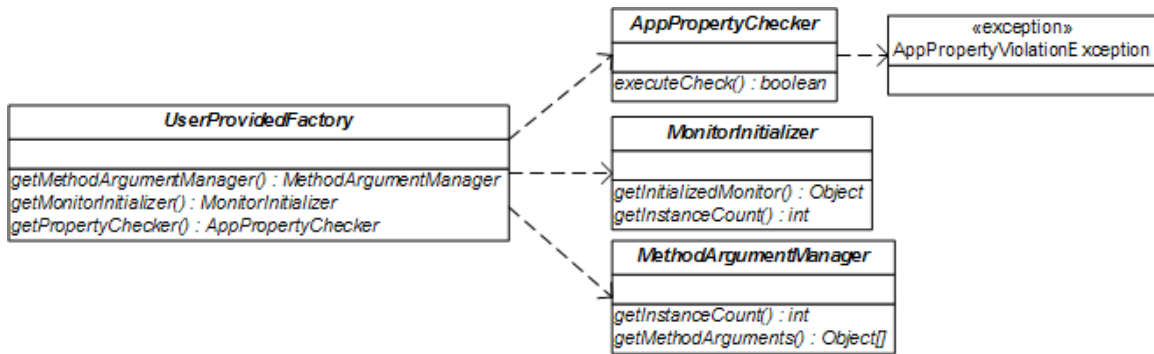 UserProvidedFactory
getMethodArgumentManager() : MethodArgumentManager
getMonitorInitializer() : MonitorInitializer
getPropertyChecker() : AppPropertyChecker
AppPropertyChecker
executeCheck() : boolean
«exception»
AppPropertyViolationException
MonitorInitializer
getInitializedMonitor() : Object
getInstanceCount() : int
MethodArgumentManager
getInstanceCount() : int
getMethodArguments() : Object[]